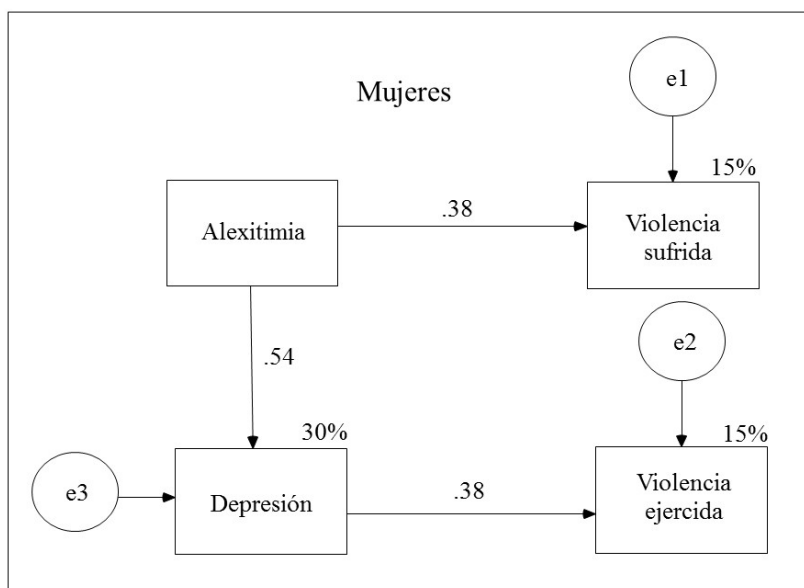 e1
Mujeres
15%
Alexitimia
.38
Violencia
sufrida
e2
.54
30%
15%
e3
Depresión
.38
Violencia
ejercida